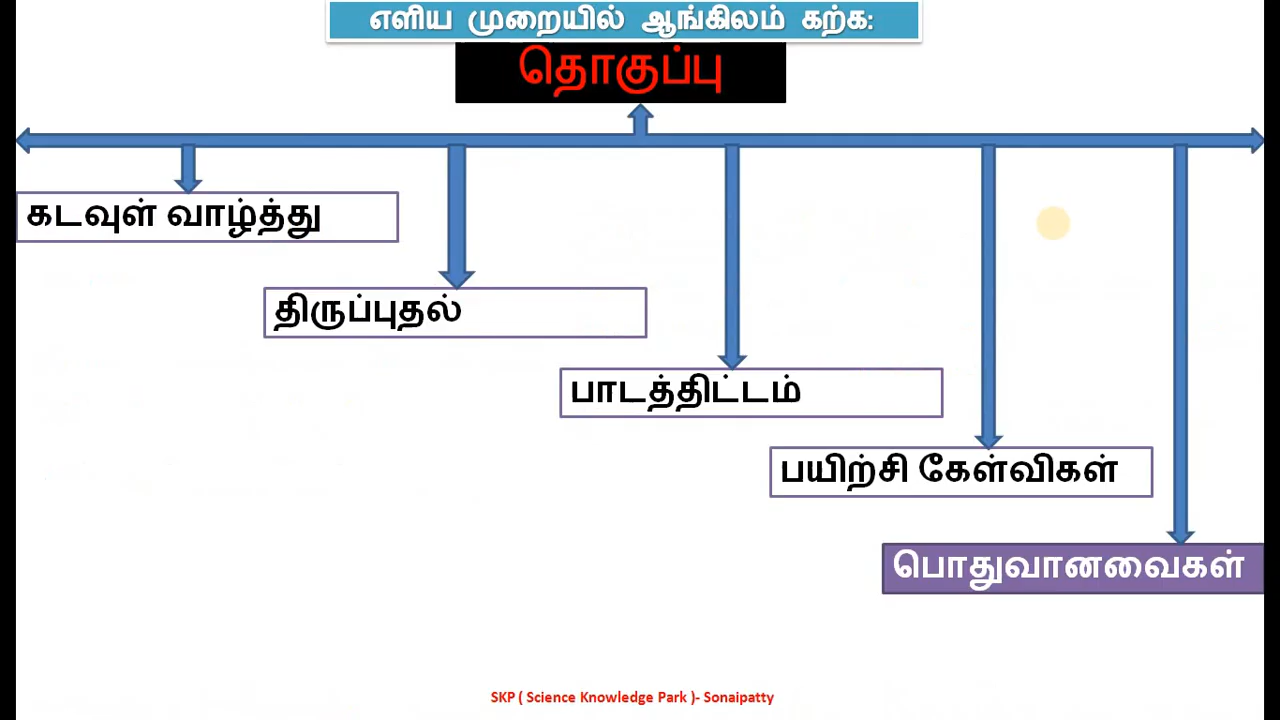 எளிய முறையில் ஆங்கிலம் கற்க:
தொகுப்பு
கடவுள் வாழ்த்து
திருப்புதல்
பாடத்திட்டம்
பயிற்சி கேள்விகள்
பொதுவானவைகள்
SKP ( Science Knowledge Park )- Sonaipatty